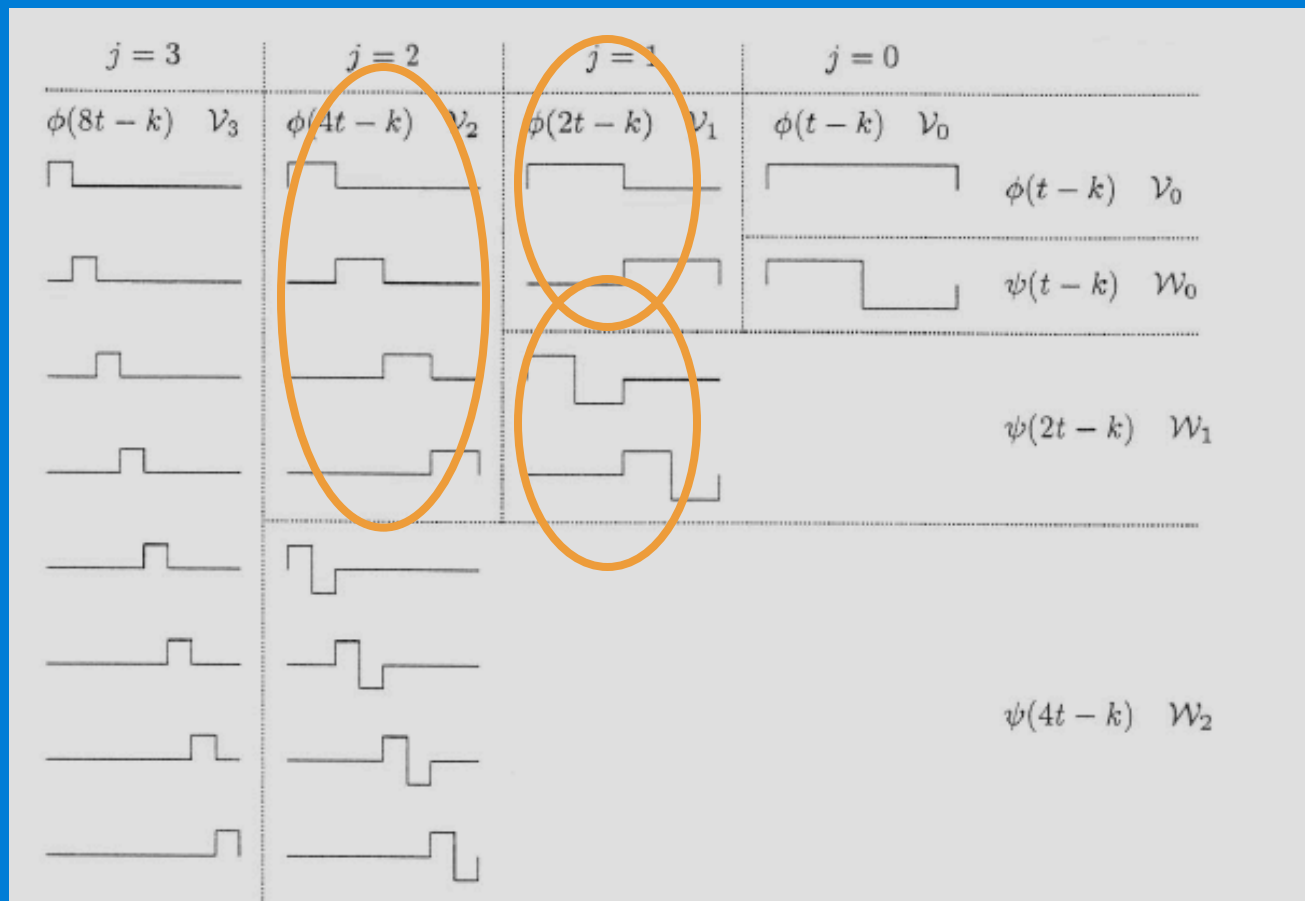 j = 3 j = 2 j = 1 j = 0
ϕ(8t − k) 𝒱₃ ϕ(4t − k) 𝒱₂ ϕ(2t − k) 𝒱₁ ϕ(t − k) 𝒱₀
ϕ(t − k) 𝒱₀
ψ(t − k) 𝒲₀
ψ(2t − k) 𝒲₁
ψ(4t − k) 𝒲₂